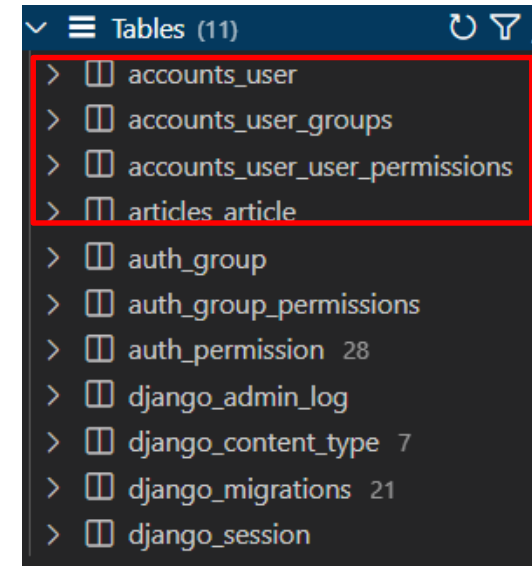 Tables (11)
accounts_user
accounts_user_groups
accounts_user_user_permissions
articles_article
auth_group
auth_group_permissions
auth_permission 28
django_admin_log
django_content_type 7
django_migrations 21
django_session